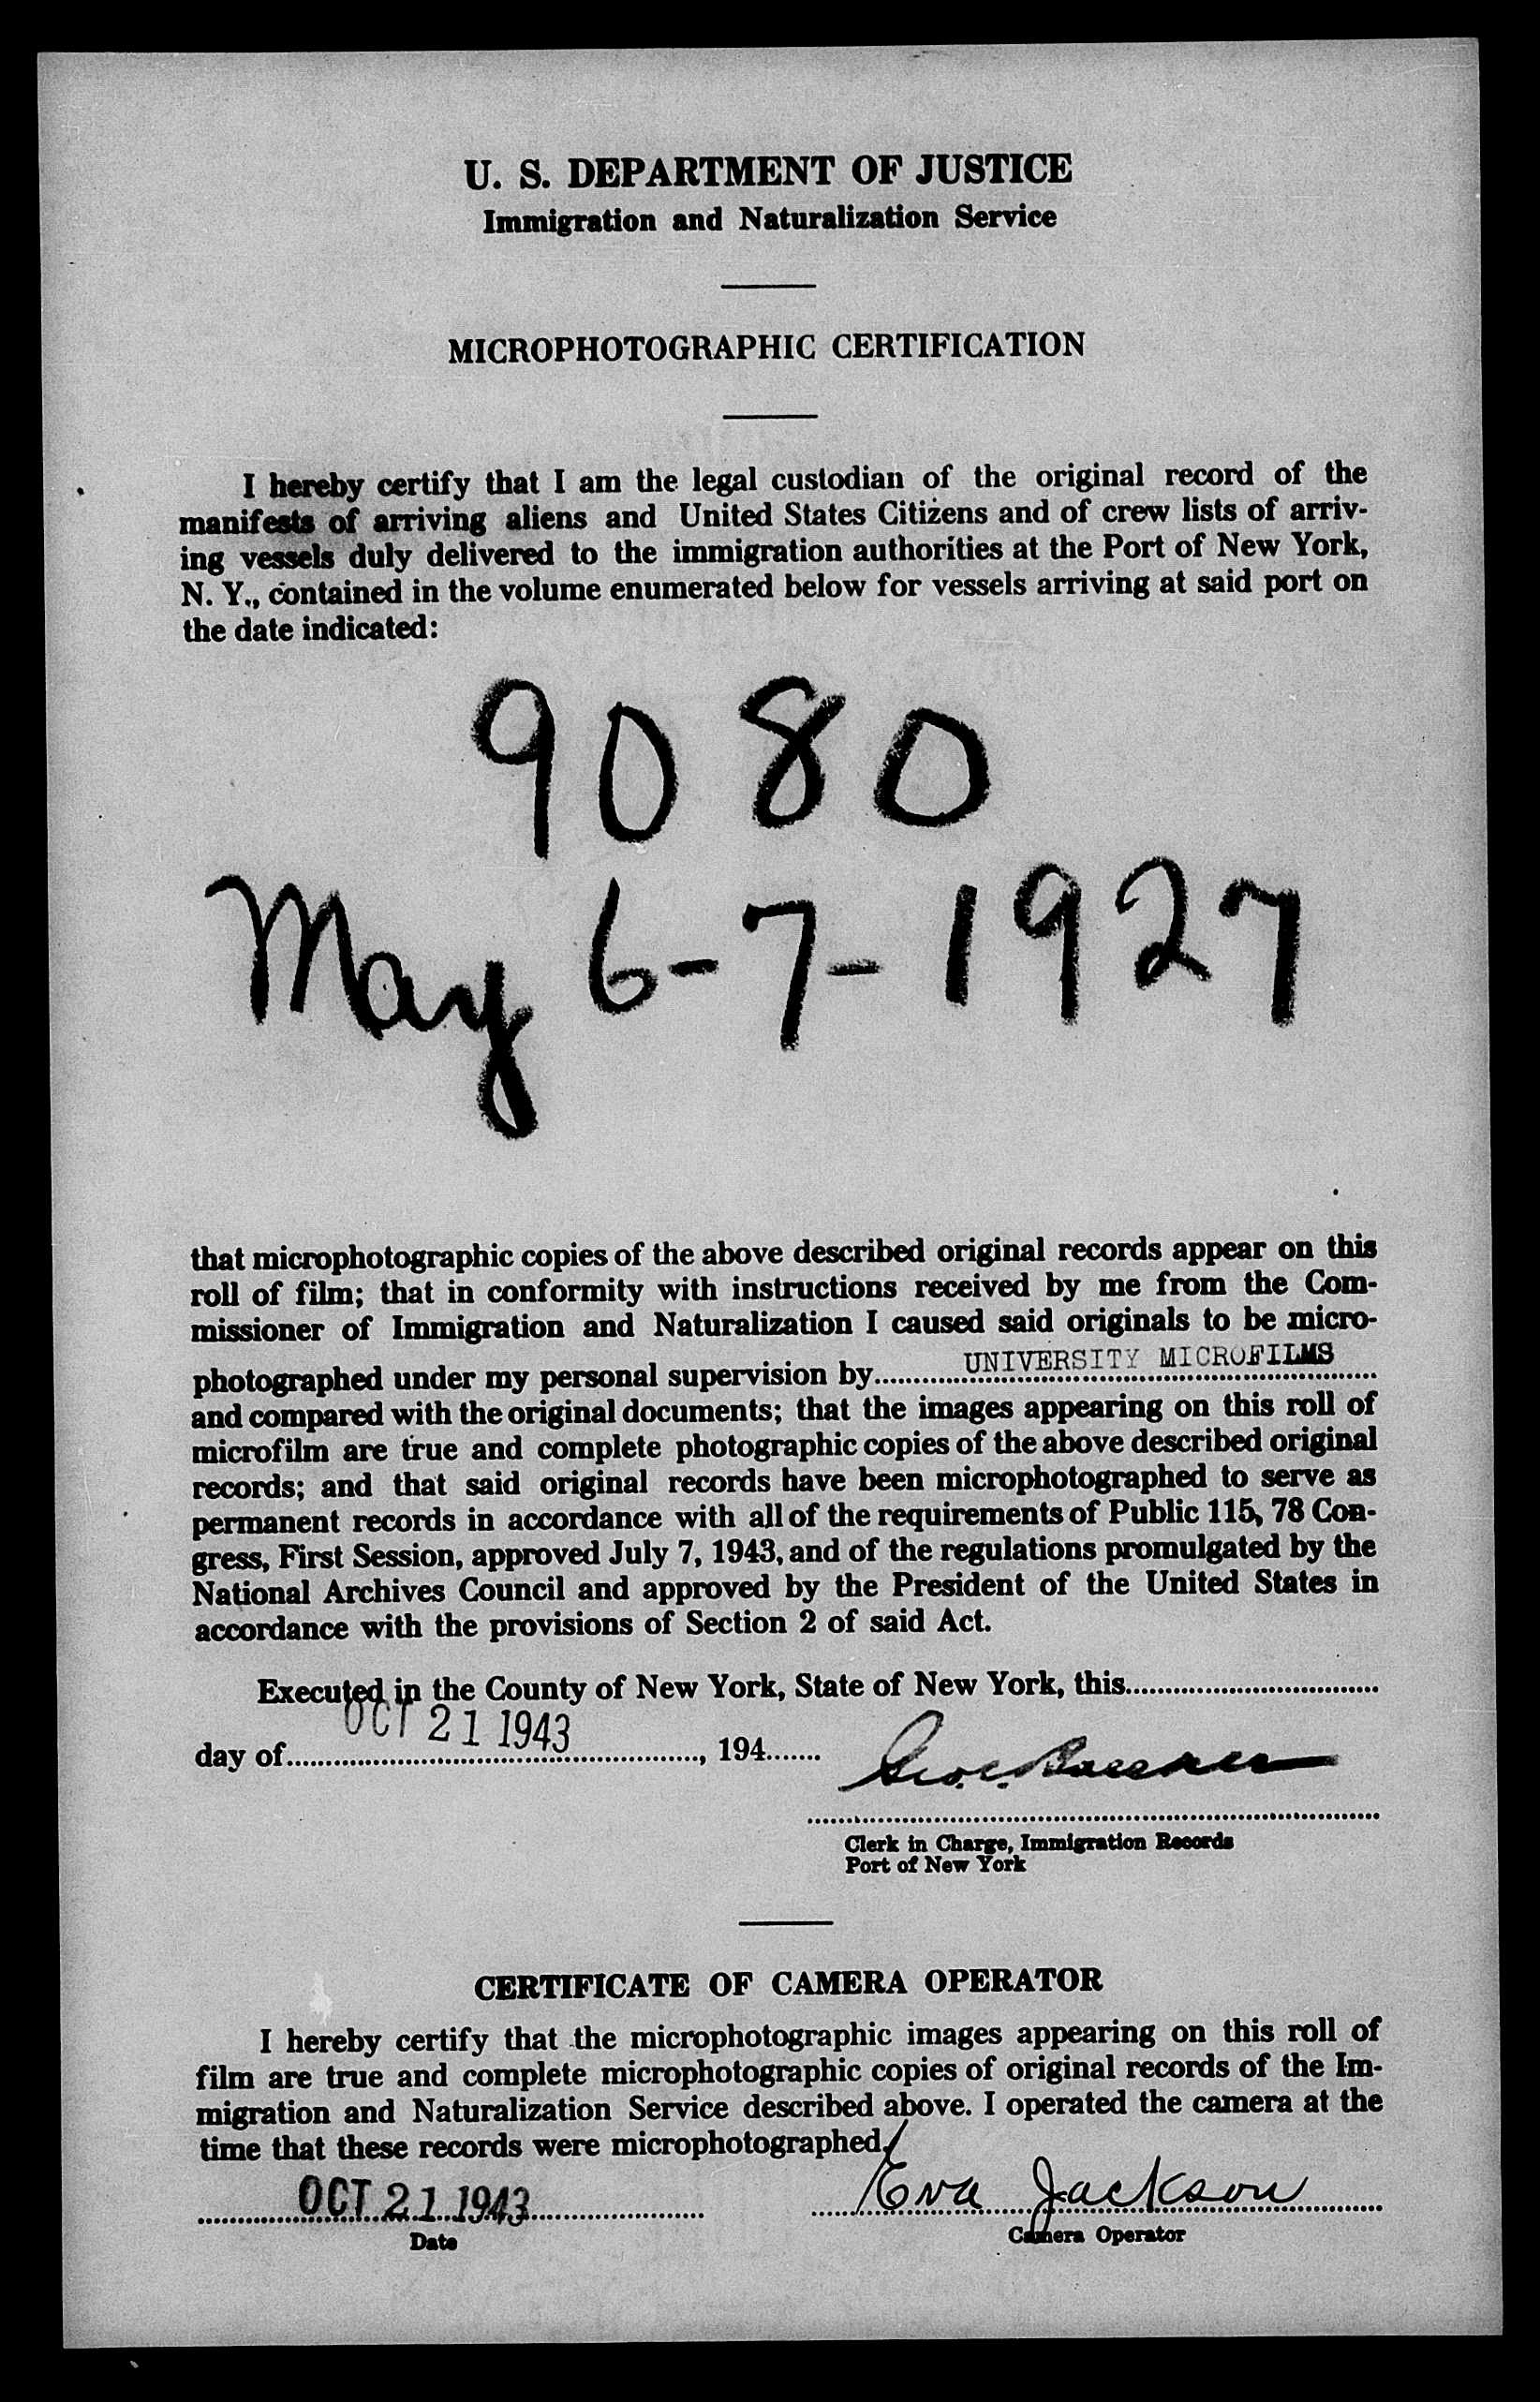 U. S. DEPARTMENT OF JUSTICE
Immigration and Naturalization Service
MICROPHOTOGRAPHIC CERTIFICATION
I hereby certify that I am the legal custodian of the original record of the
manifests of arriving aliens and United States Citizens and of crew lists of arriv-
ing vessels duly delivered to the immigration authorities at the Port of New York,
N. Y., contained in the volume enumerated below for vessels arriving at said port on
the date indicated:
9080
May 6-7-1927
that microphotographic copies of the above described original records appear on this
roll of film; that in conformity with instructions received by me from the Com-
missioner of Immigration and Naturalization I caused said originals to be micro-
photographed under my personal supervision by UNIVERSITY MICROFILMS
and compared with the original documents; that the images appearing on this roll of
microfilm are true and complete photographic copies of the above described original
records; and that said original records have been microphotographed to serve as
permanent records in accordance with all of the requirements of Public 115, 78 Con-
gress, First Session, approved July 7, 1943, and of the regulations promulgated by the
National Archives Council and approved by the President of the United States in
accordance with the provisions of Section 2 of said Act.
Executed in the County of New York, State of New York, this
OCT 21 1943
day of , 194
Clerk in Charge, Immigration Records
Port of New York
CERTIFICATE OF CAMERA OPERATOR
I hereby certify that the microphotographic images appearing on this roll of
film are true and complete microphotographic copies of original records of the Im-
migration and Naturalization Service described above. I operated the camera at the
time that these records were microphotographed.
OCT 21 1943 Eva Jackson
Date Camera Operator